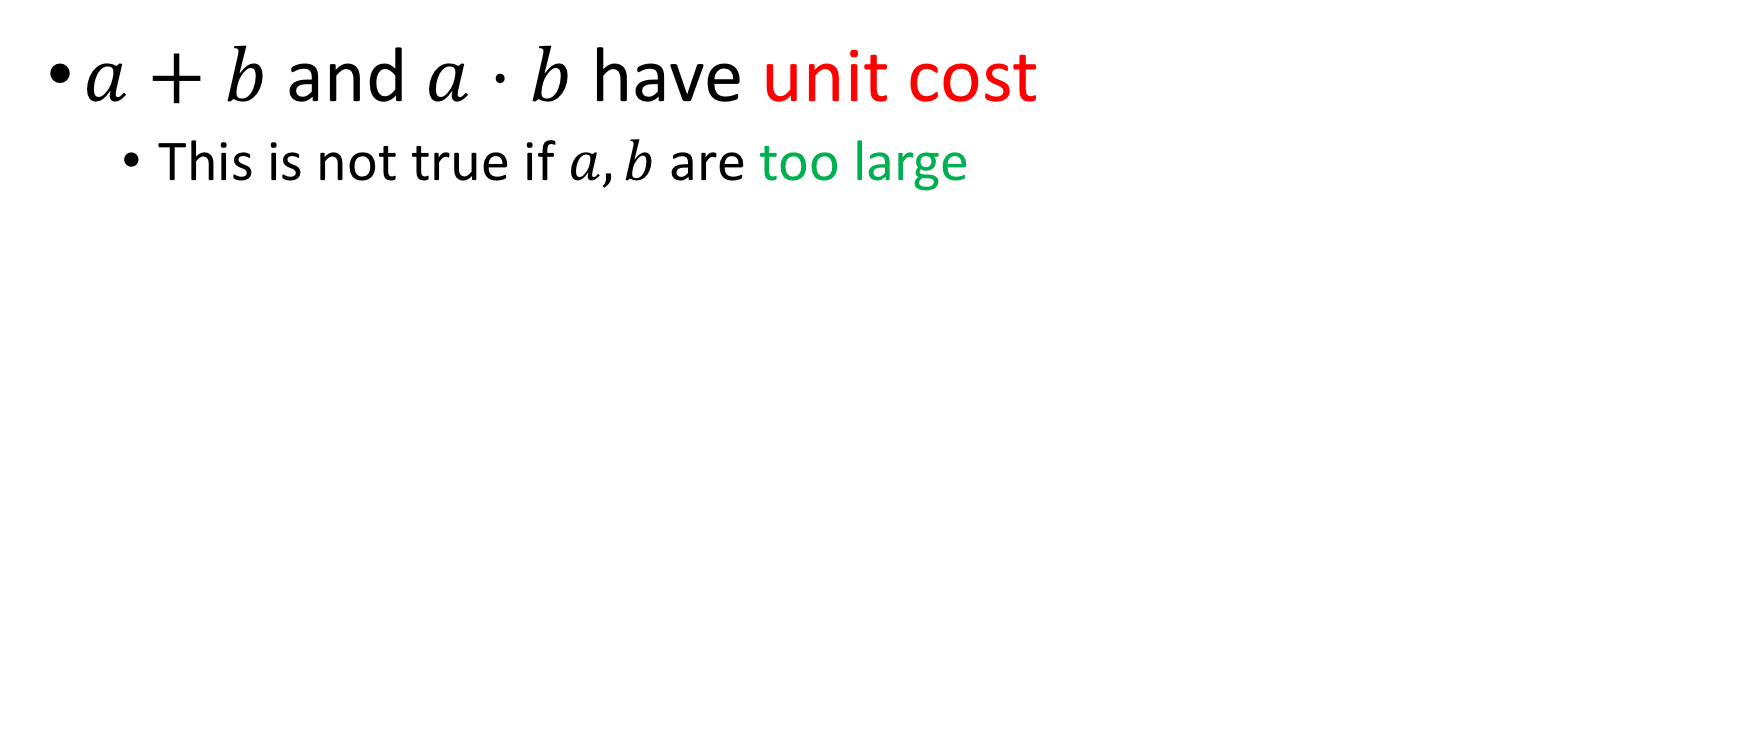 • a + b and a · b have unit cost
• This is not true if a, b are too large